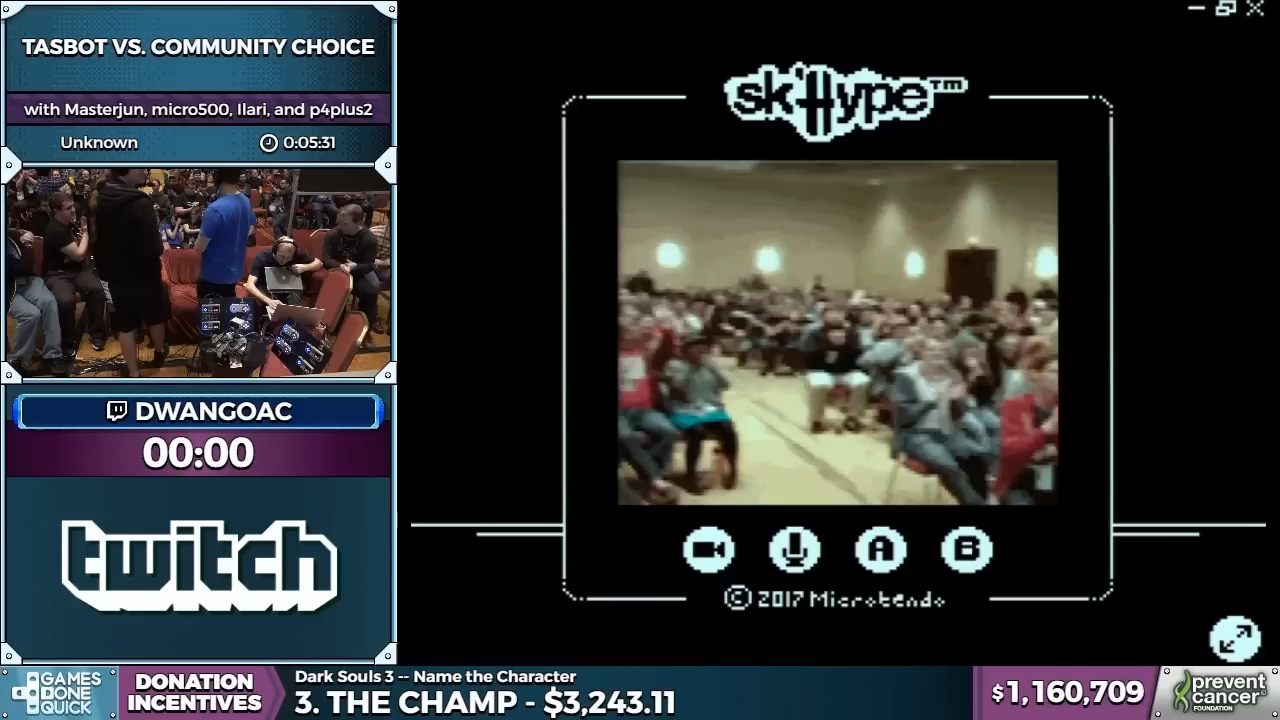 TASBOT VS. COMMUNITY CHOICE
with Masterjun, micro500, Ilari, and p4plus2
Unknown
0:05:31
DWANGOAC
00:00
twitch
skHype™
A B
© 2017 Microtendo
GAMES
DONE
QUICK
DONATION
INCENTIVES
Dark Souls 3 -- Name the Character
3. THE CHAMP - $3,243.11
$1,160,709
prevent
cancer
FOUNDATION